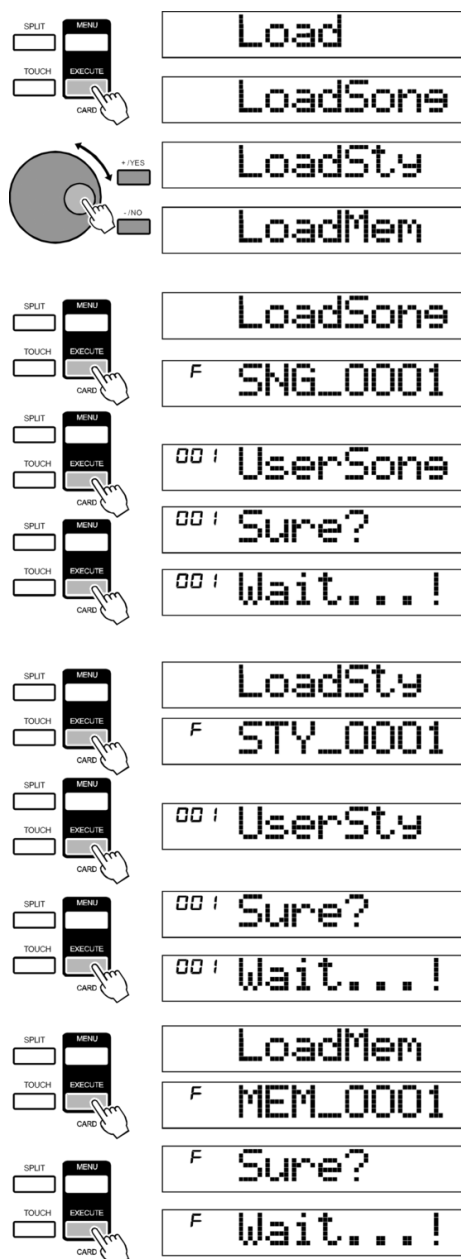 SPLIT MENU
Load
TOUCH EXECUTE
CARD
LoadSong
LoadSty
+/YES
-/NO
LoadMem
SPLIT MENU
LoadSong
TOUCH EXECUTE
CARD
F SNG_0001
SPLIT MENU
TOUCH EXECUTE
CARD
001 UserSong
SPLIT MENU
001 Sure?
TOUCH EXECUTE
CARD
001 Wait...!
SPLIT MENU
LoadSty
TOUCH EXECUTE
CARD
F STY_0001
SPLIT MENU
TOUCH EXECUTE
CARD
001 UserSty
SPLIT MENU
001 Sure?
TOUCH EXECUTE
CARD
001 Wait...!
SPLIT MENU
LoadMem
TOUCH EXECUTE
CARD
F MEM_0001
SPLIT MENU
F Sure?
TOUCH EXECUTE
CARD
F Wait...!